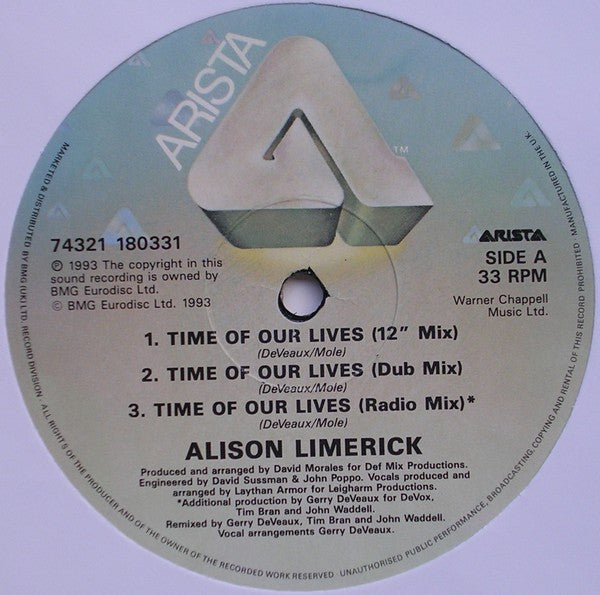 ARISTA
TM
74321 180331
℗ 1993 The copyright in this
sound recording is owned by
BMG Eurodisc Ltd.
© BMG Eurodisc Ltd. 1993
ARISTA
SIDE A
33 RPM
Warner Chappell
Music Ltd.
1. TIME OF OUR LIVES (12" Mix)
(DeVeaux/Mole)
2. TIME OF OUR LIVES (Dub Mix)
(DeVeaux/Mole)
3. TIME OF OUR LIVES (Radio Mix)*
(DeVeaux/Mole)
ALISON LIMERICK
Produced and arranged by David Morales for Def Mix Productions.
Engineered by David Sussman & John Poppo. Vocals produced and
arranged by Laythan Armor for Leigharm Productions.
*Additional production by Gerry DeVeaux for DeVox,
Tim Bran and John Waddell.
Remixed by Gerry DeVeaux, Tim Bran and John Waddell.
Vocal arrangements Gerry DeVeaux.
MARKETED & DISTRIBUTED BY BMG (UK) LTD. RECORD DIVISION · ALL RIGHTS OF THE PRODUCER AND OF THE OWNER OF THE RECORDED WORK RESERVED · UNAUTHORISED PUBLIC PERFORMANCE, BROADCASTING, COPYING AND RENTAL OF THIS RECORD PROHIBITED · MANUFACTURED IN THE U.K.